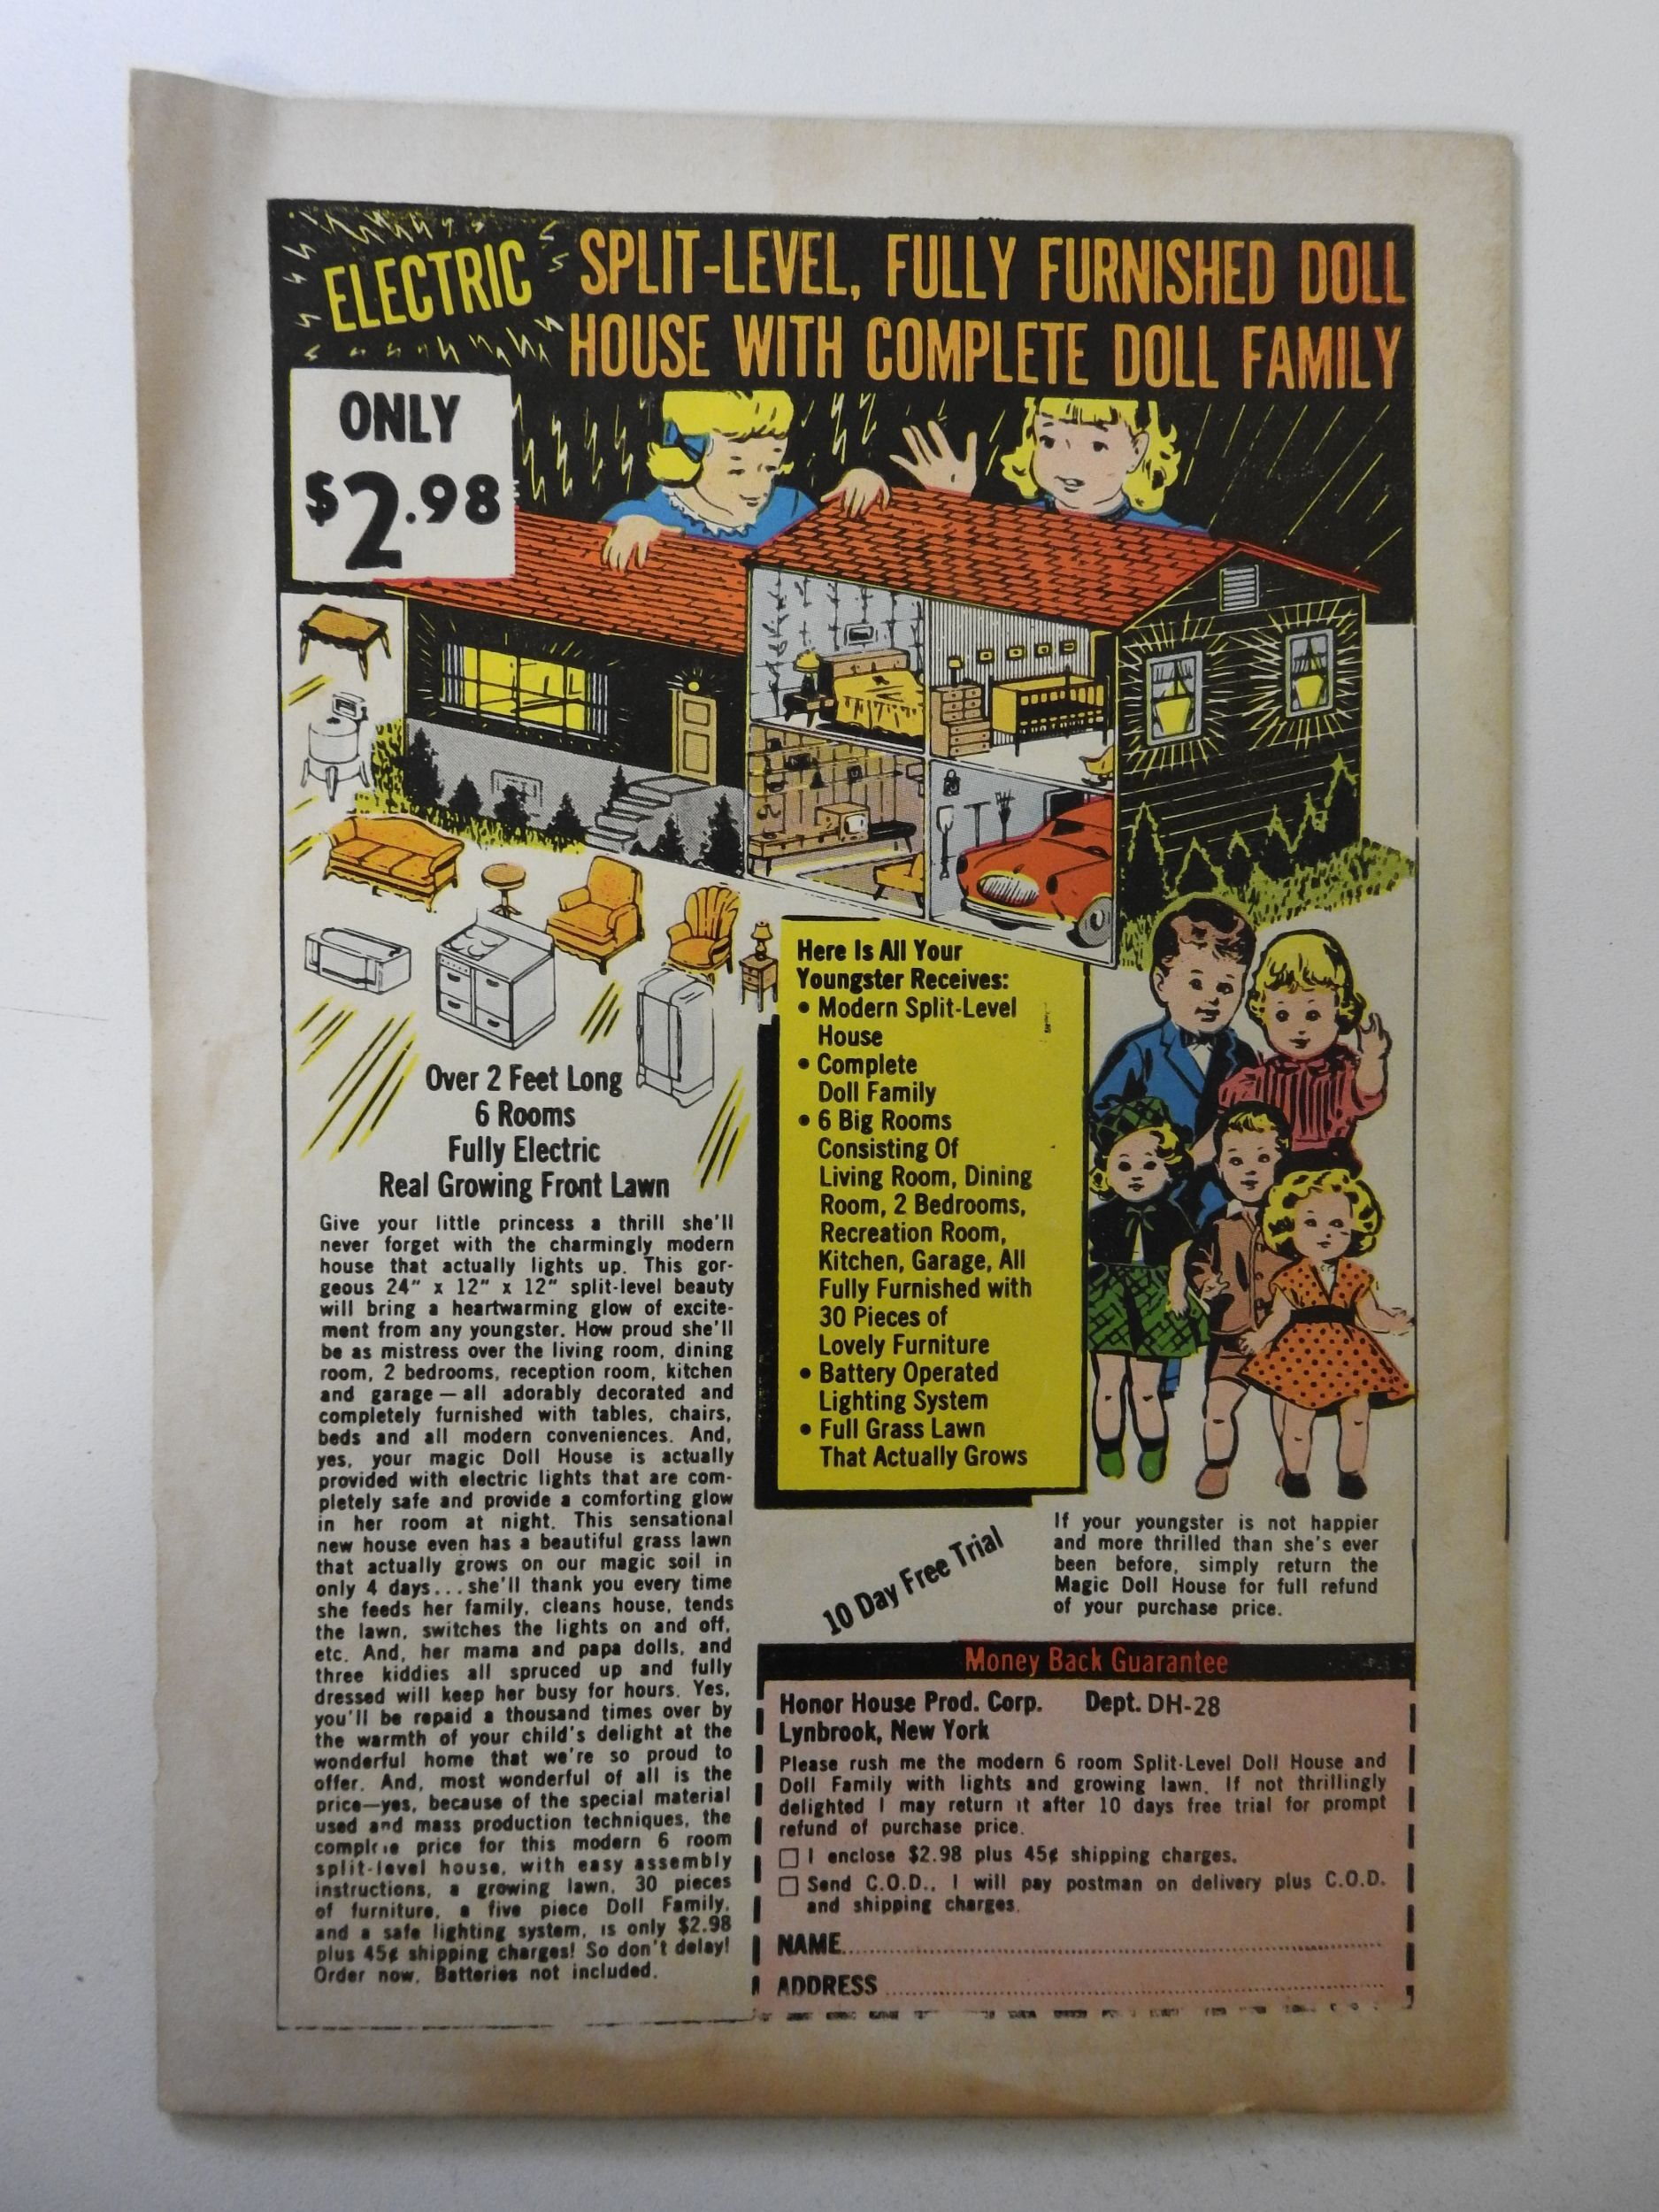 ELECTRIC
SPLIT-LEVEL, FULLY FURNISHED DOLL
HOUSE WITH COMPLETE DOLL FAMILY
ONLY
$2.98
Over 2 Feet Long
6 Rooms
Fully Electric
Real Growing Front Lawn
Give your little princess a thrill she'll
never forget with the charmingly modern
house that actually lights up. This gor-
geous 24" x 12" x 12" split-level beauty
will bring a heartwarming glow of excite-
ment from any youngster. How proud she'll
be as mistress over the living room, dining
room, 2 bedrooms, reception room, kitchen
and garage — all adorably decorated and
completely furnished with tables, chairs,
beds and all modern conveniences. And,
yes, your magic Doll House is actually
provided with electric lights that are com-
pletely safe and provide a comforting glow
in her room at night. This sensational
new house even has a beautiful grass lawn
that actually grows on our magic soil in
only 4 days...she'll thank you every time
she feeds her family, cleans house, tends
the lawn, switches the lights on and off,
etc. And, her mama and papa dolls, and
three kiddies all spruced up and fully
dressed will keep her busy for hours. Yes,
you'll be repaid a thousand times over by
the warmth of your child's delight at the
wonderful home that we're so proud to
offer. And, most wonderful of all is the
price—yes, because of the special material
used and mass production techniques, the
complete price for this modern 6 room
split-level house, with easy assembly
instructions, a growing lawn, 30 pieces
of furniture, a five piece Doll Family,
and a safe lighting system, is only $2.98
plus 45¢ shipping charges! So don't delay!
Order now. Batteries not included.
Here Is All Your
Youngster Receives:
• Modern Split-Level
House
• Complete
Doll Family
• 6 Big Rooms
Consisting Of
Living Room, Dining
Room, 2 Bedrooms,
Recreation Room,
Kitchen, Garage, All
Fully Furnished with
30 Pieces of
Lovely Furniture
• Battery Operated
Lighting System
• Full Grass Lawn
That Actually Grows
10 Day Free Trial
If your youngster is not happier
and more thrilled than she's ever
been before, simply return the
Magic Doll House for full refund
of your purchase price.
Money Back Guarantee
Honor House Prod. Corp. Dept. DH-28
Lynbrook, New York
Please rush me the modern 6 room Split-Level Doll House and
Doll Family with lights and growing lawn. If not thrillingly
delighted I may return it after 10 days free trial for prompt
refund of purchase price.
☐ I enclose $2.98 plus 45¢ shipping charges.
☐ Send C.O.D., I will pay postman on delivery plus C.O.D.
and shipping charges.
NAME
ADDRESS